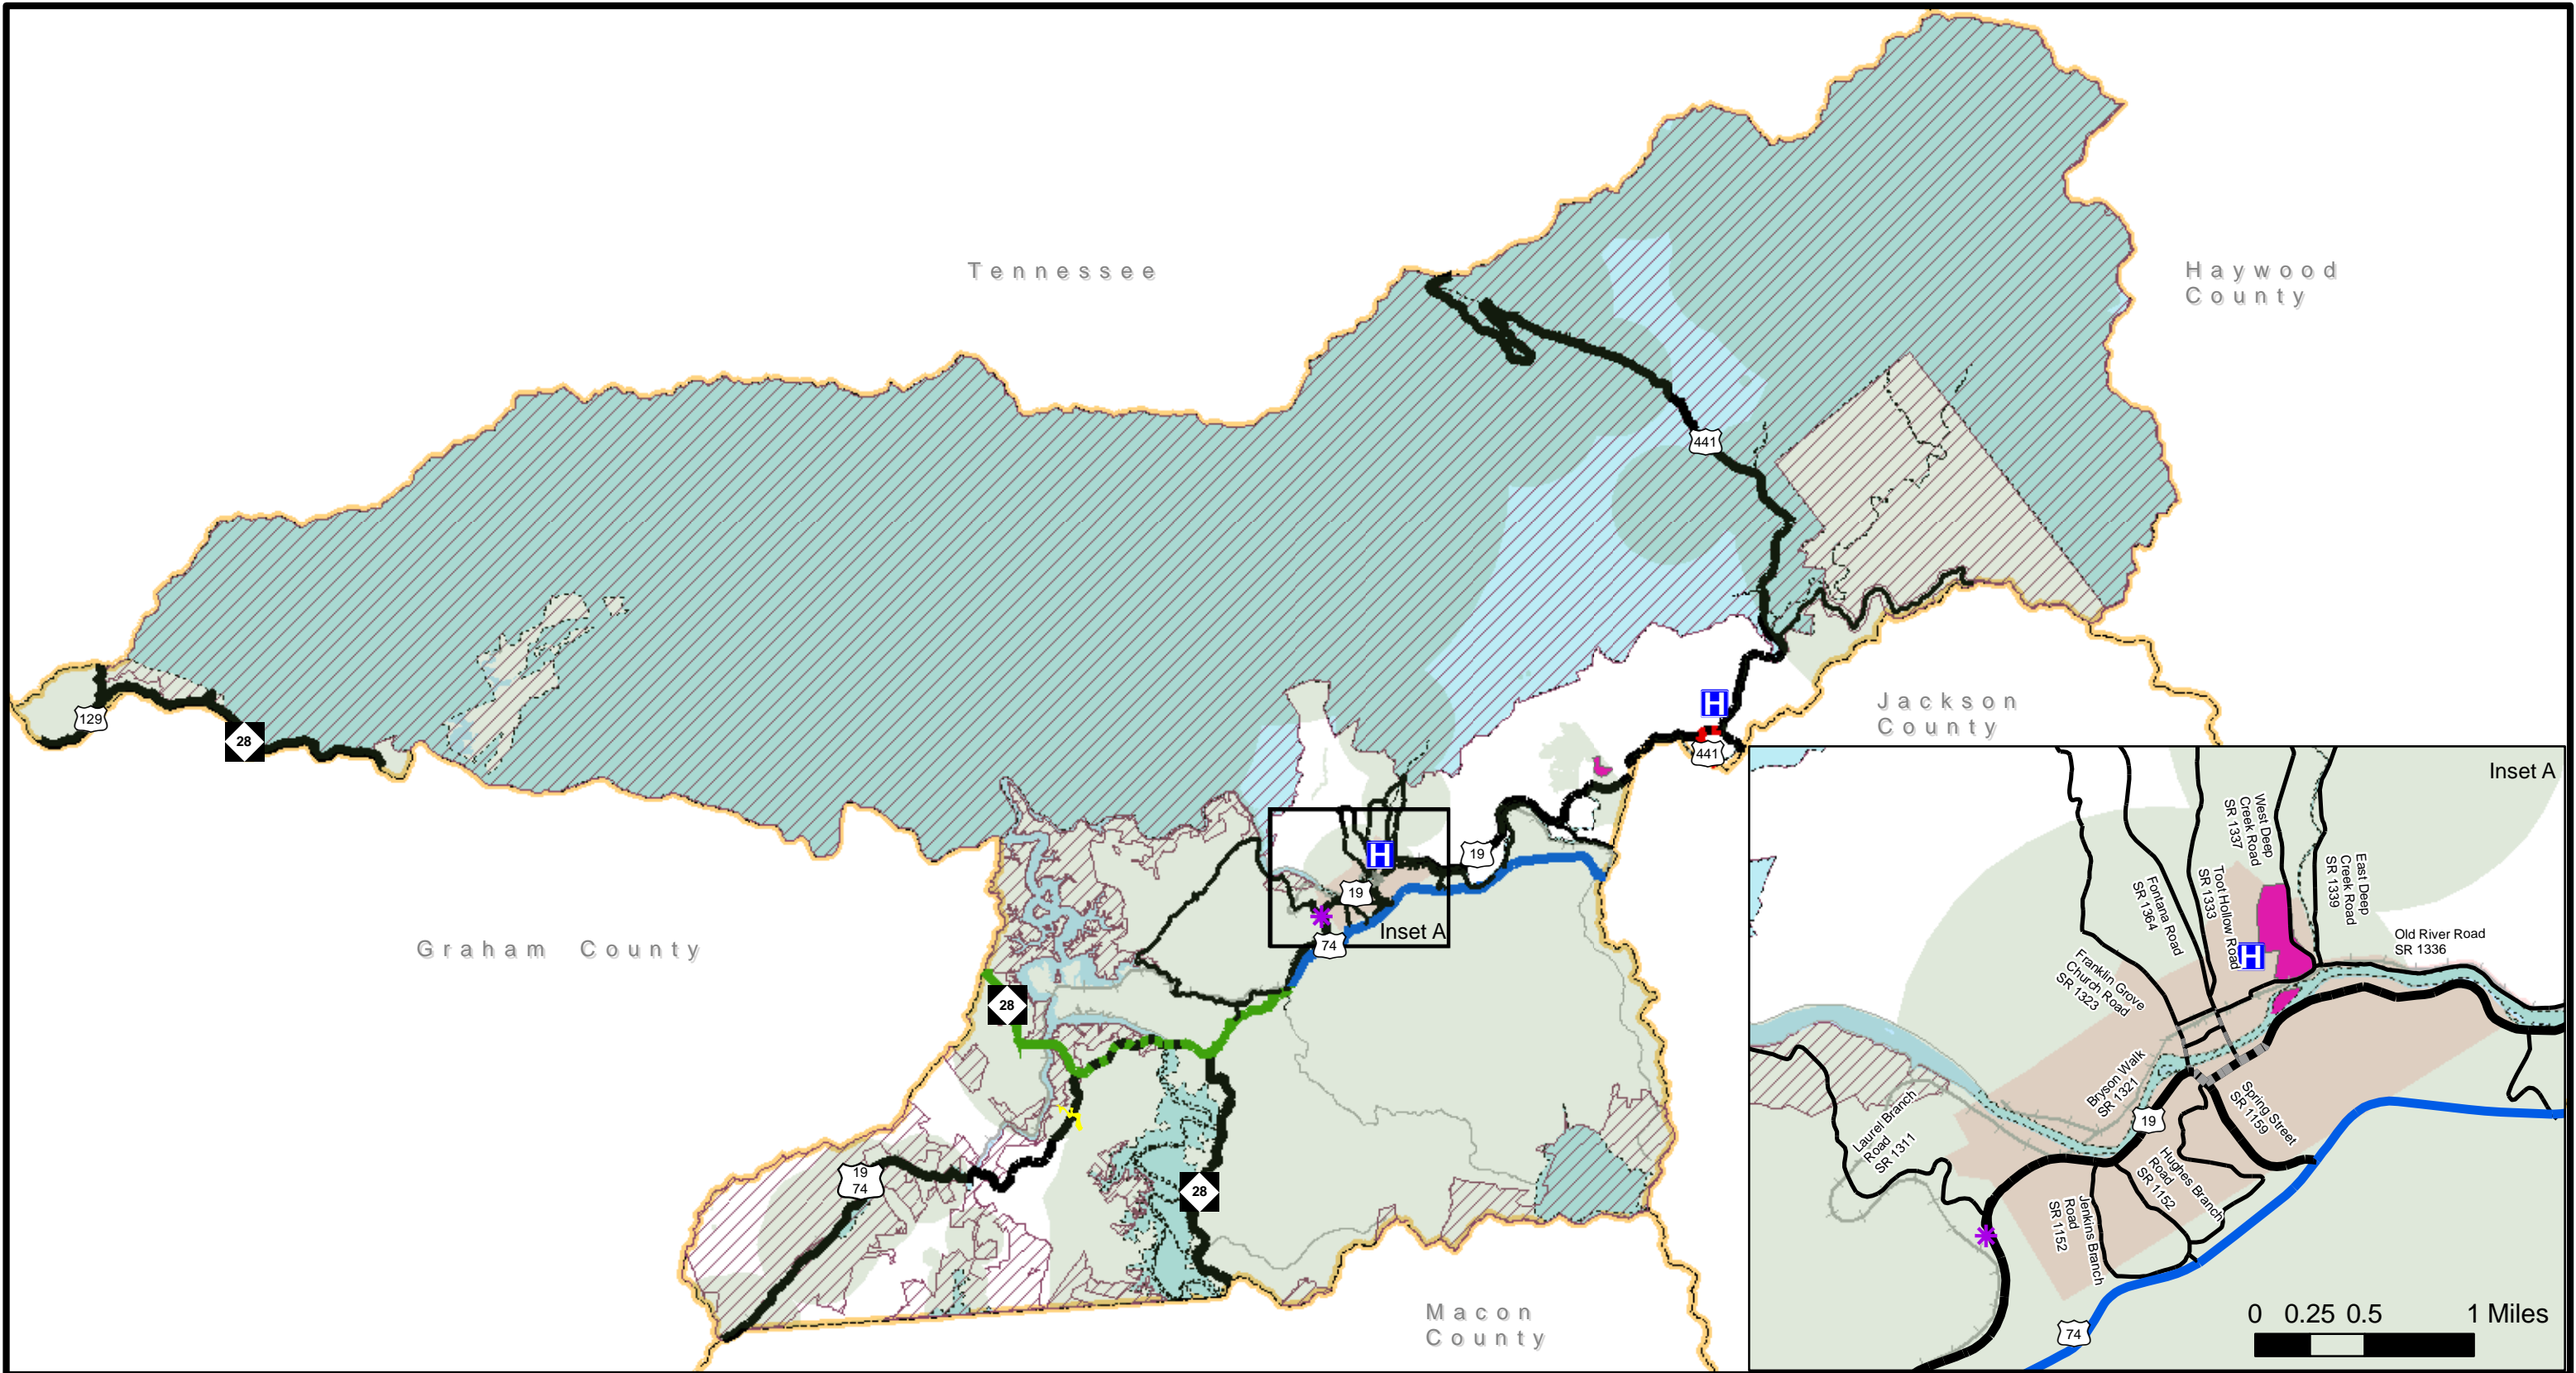 Tennessee
Haywood
County
441
Jackson
County
129
28
H
441
19
H
19
Inset A
74
Graham County
28
19
74
28
Macon
County
Inset A
West Deep
Creek Road
SR 1337
East Deep
Creek Road
SR 1339
Toot Hollow Road
SR 1333
Fontana Road
SR 1364
Old River Road
SR 1336
H
Franklin Grove
Church Road
SR 1323
Bryson Walk
SR 1321
19
Spring Street
SR 1159
Laurel Branch
Road
SR 1311
Hughes Branch
Road
SR 1152
Jenkins Branch
Road
SR 1152
74
0 0.25 0.5 1 Miles